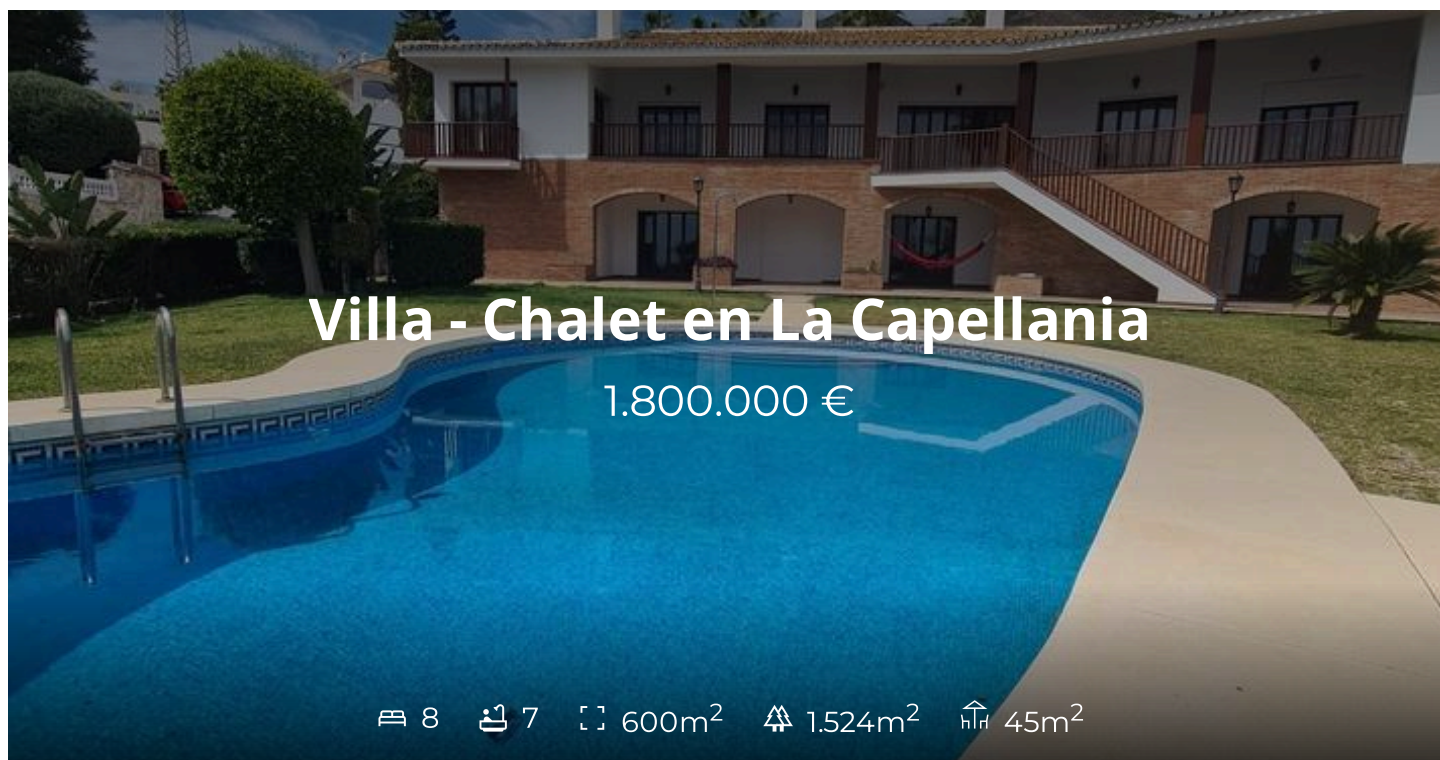 Villa - Chalet en La Capellania
1.800.000 €
8 7 600m² 1.524m² 45m²